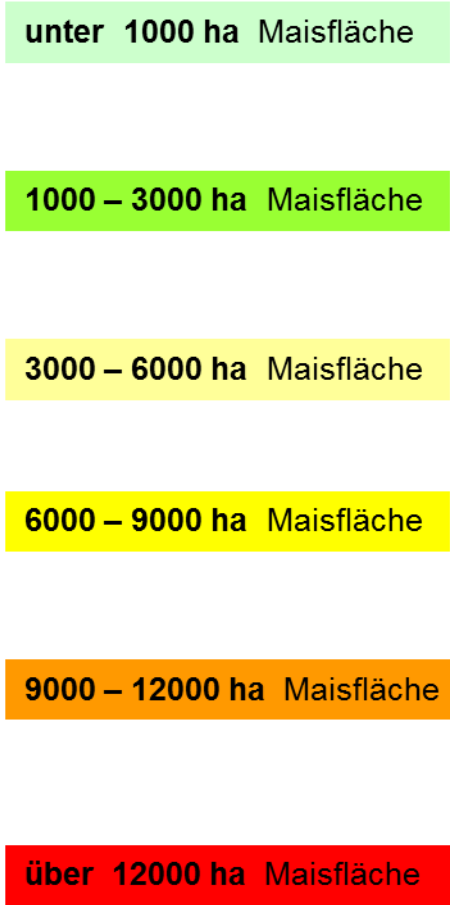 unter 1000 ha Maisfläche
1000 – 3000 ha Maisfläche
3000 – 6000 ha Maisfläche
6000 – 9000 ha Maisfläche
9000 – 12000 ha Maisfläche
über 12000 ha Maisfläche